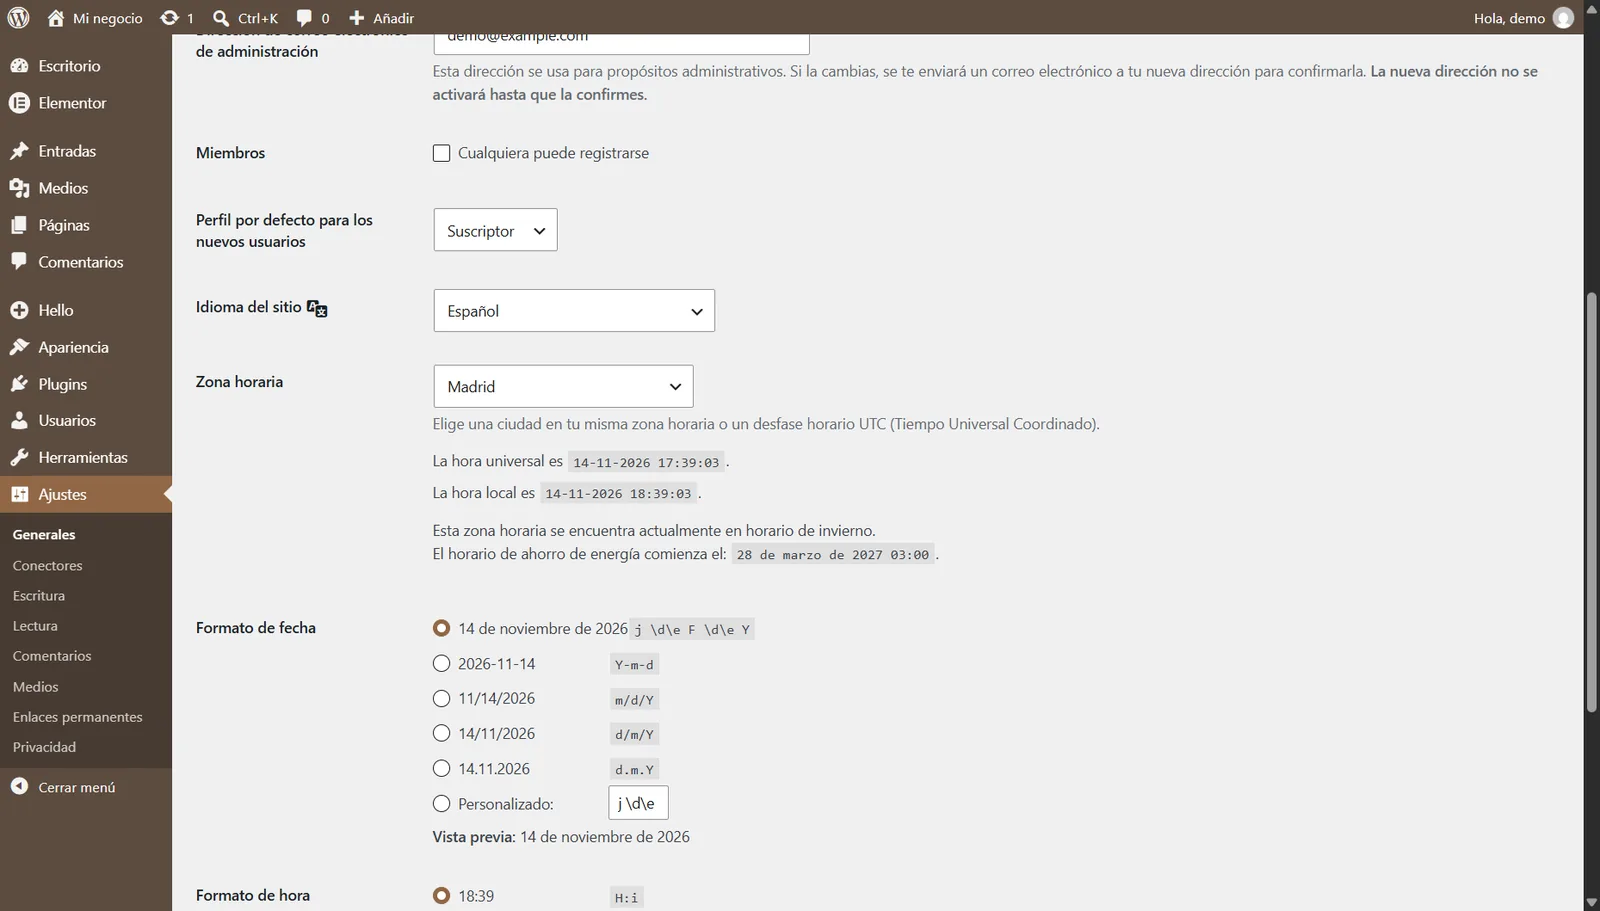 Mi negocio
1
Ctrl+K
0
Añadir
Hola, demo
Escritorio
Elementor
Entradas
Medios
Páginas
Comentarios
Hello
Apariencia
Plugins
Usuarios
Herramientas
Ajustes
Generales
Conectores
Escritura
Lectura
Comentarios
Medios
Enlaces permanentes
Privacidad
Cerrar menú
Dirección de correo electrónico
de administración
demo@example.com
Esta dirección se usa para propósitos administrativos. Si la cambias, se te enviará un correo electrónico a tu nueva dirección para confirmarla. La nueva dirección no se
activará hasta que la confirmes.
Miembros
Cualquiera puede registrarse
Perfil por defecto para los
nuevos usuarios
Suscriptor
Idioma del sitio
Español
Zona horaria
Madrid
Elige una ciudad en tu misma zona horaria o un desfase horario UTC (Tiempo Universal Coordinado).
La hora universal es 14-11-2026 17:39:03.
La hora local es 14-11-2026 18:39:03.
Esta zona horaria se encuentra actualmente en horario de invierno.
El horario de ahorro de energía comienza el: 28 de marzo de 2027 03:00.
Formato de fecha
14 de noviembre de 2026 j \d\e F \d\e Y
2026-11-14 Y-m-d
11/14/2026 m/d/Y
14/11/2026 d/m/Y
14.11.2026 d.m.Y
Personalizado: j \d\e
Vista previa: 14 de noviembre de 2026
Formato de hora
18:39 H:i